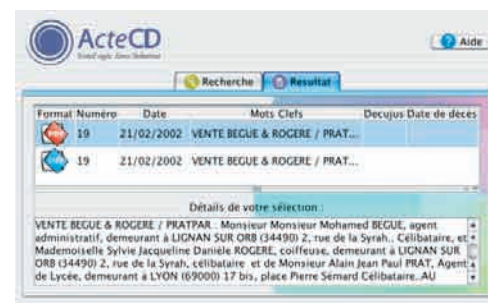 ActeCD
Aide
Recherche Resultat
Format Numéro Date Mots Clefs Decujus Date de décès
19 21/02/2002 VENTE BEGUE & ROGERE / PRAT...
19 21/02/2002 VENTE BEGUE & ROGERE / PRAT...
Détails de votre sélection :
VENTE BEGUE & ROGERE / PRATPAR : Monsieur Monsieur Mohamed BEGUE, agent
administratif, demeurant à LIGNAN SUR ORB (34490) 2, rue de la Syrah,. Célibataire, et
Mademoiselle Sylvie Jacqueline Danièle ROGERE, coiffeuse, demeurant à LIGNAN SUR
ORB (34490) 2, rue de la Syrah, célibataire et de Monsieur Alain Jean Paul PRAT, Agent
de Lycée, demeurant à LYON (69000) 17 bis, place Pierre Sémard Célibataire..AU